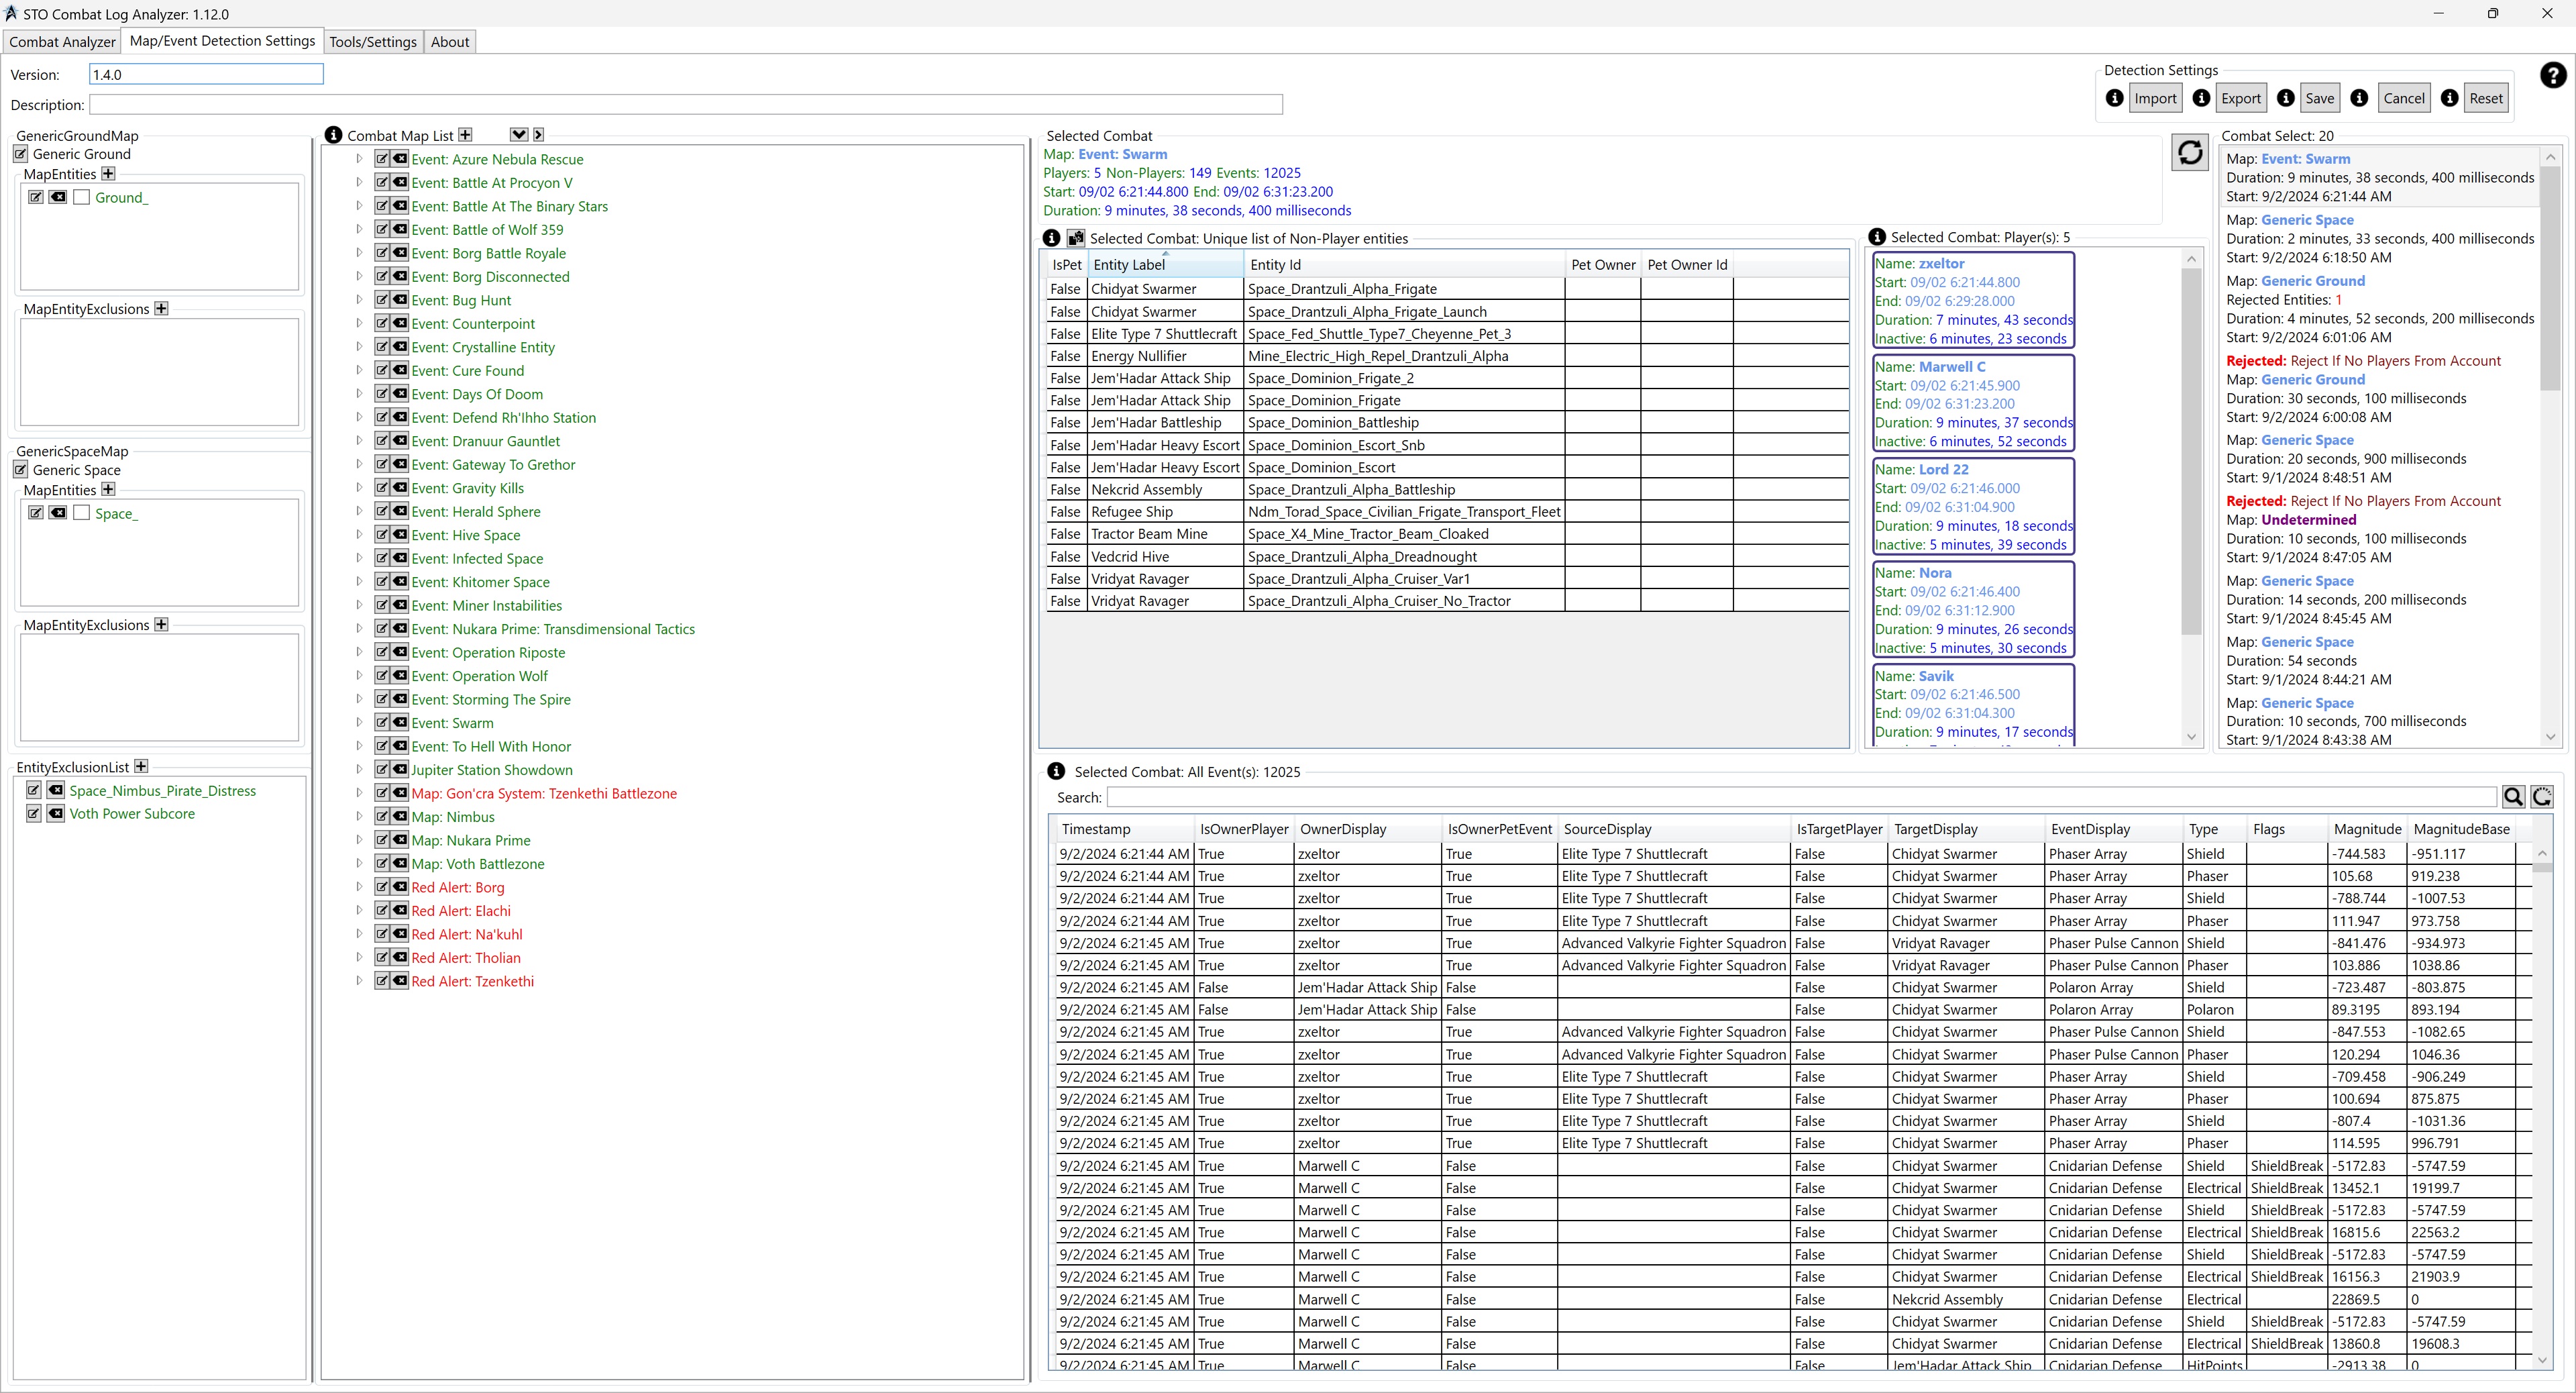 STO Combat Log Analyzer: 1.12.0
Combat Analyzer Map/Event Detection Settings Tools/Settings About
Version: 1.4.0
Description:
Detection Settings
Import Export Save Cancel Reset
GenericGroundMap
Generic Ground
MapEntities
Ground_
MapEntityExclusions
GenericSpaceMap
Generic Space
MapEntities
Space_
MapEntityExclusions
EntityExclusionList
Space_Nimbus_Pirate_Distress
Voth Power Subcore
Combat Map List
Event: Azure Nebula Rescue
Event: Battle At Procyon V
Event: Battle At The Binary Stars
Event: Battle of Wolf 359
Event: Borg Battle Royale
Event: Borg Disconnected
Event: Bug Hunt
Event: Counterpoint
Event: Crystalline Entity
Event: Cure Found
Event: Days Of Doom
Event: Defend Rh'Ihho Station
Event: Dranuur Gauntlet
Event: Gateway To Grethor
Event: Gravity Kills
Event: Herald Sphere
Event: Hive Space
Event: Infected Space
Event: Khitomer Space
Event: Miner Instabilities
Event: Nukara Prime: Transdimensional Tactics
Event: Operation Riposte
Event: Operation Wolf
Event: Storming The Spire
Event: Swarm
Event: To Hell With Honor
Jupiter Station Showdown
Map: Gon'cra System: Tzenkethi Battlezone
Map: Nimbus
Map: Nukara Prime
Map: Voth Battlezone
Red Alert: Borg
Red Alert: Elachi
Red Alert: Na'kuhl
Red Alert: Tholian
Red Alert: Tzenkethi
Selected Combat
Map: Event: Swarm
Players: 5 Non-Players: 149 Events: 12025
Start: 09/02 6:21:44.800 End: 09/02 6:31:23.200
Duration: 9 minutes, 38 seconds, 400 milliseconds
Selected Combat: Unique list of Non-Player entities
IsPet Entity Label Entity Id Pet Owner Pet Owner Id
False Chidyat Swarmer Space_Drantzuli_Alpha_Frigate
False Chidyat Swarmer Space_Drantzuli_Alpha_Frigate_Launch
False Elite Type 7 Shuttlecraft Space_Fed_Shuttle_Type7_Cheyenne_Pet_3
False Energy Nullifier Mine_Electric_High_Repel_Drantzuli_Alpha
False Jem'Hadar Attack Ship Space_Dominion_Frigate_2
False Jem'Hadar Attack Ship Space_Dominion_Frigate
False Jem'Hadar Battleship Space_Dominion_Battleship
False Jem'Hadar Heavy Escort Space_Dominion_Escort_Snb
False Jem'Hadar Heavy Escort Space_Dominion_Escort
False Nekcrid Assembly Space_Drantzuli_Alpha_Battleship
False Refugee Ship Ndm_Torad_Space_Civilian_Frigate_Transport_Fleet
False Tractor Beam Mine Space_X4_Mine_Tractor_Beam_Cloaked
False Vedcrid Hive Space_Drantzuli_Alpha_Dreadnought
False Vridyat Ravager Space_Drantzuli_Alpha_Cruiser_Var1
False Vridyat Ravager Space_Drantzuli_Alpha_Cruiser_No_Tractor
Selected Combat: Player(s): 5
Name: zxeltor
Start: 09/02 6:21:44.800
End: 09/02 6:29:28.000
Duration: 7 minutes, 43 seconds
Inactive: 6 minutes, 23 seconds
Name: Marwell C
Start: 09/02 6:21:45.900
End: 09/02 6:31:23.200
Duration: 9 minutes, 37 seconds
Inactive: 6 minutes, 52 seconds
Name: Lord 22
Start: 09/02 6:21:46.000
End: 09/02 6:31:04.900
Duration: 9 minutes, 18 seconds
Inactive: 5 minutes, 39 seconds
Name: Nora
Start: 09/02 6:21:46.400
End: 09/02 6:31:12.900
Duration: 9 minutes, 26 seconds
Inactive: 5 minutes, 30 seconds
Name: Savik
Start: 09/02 6:21:46.500
End: 09/02 6:31:04.300
Duration: 9 minutes, 17 seconds
Combat Select: 20
Map: Event: Swarm
Duration: 9 minutes, 38 seconds, 400 milliseconds
Start: 9/2/2024 6:21:44 AM
Map: Generic Space
Duration: 2 minutes, 33 seconds, 400 milliseconds
Start: 9/2/2024 6:18:50 AM
Map: Generic Ground
Rejected Entities: 1
Duration: 4 minutes, 52 seconds, 200 milliseconds
Start: 9/2/2024 6:01:06 AM
Rejected: Reject If No Players From Account
Map: Generic Ground
Duration: 30 seconds, 100 milliseconds
Start: 9/2/2024 6:00:08 AM
Map: Generic Space
Duration: 20 seconds, 900 milliseconds
Start: 9/1/2024 8:48:51 AM
Rejected: Reject If No Players From Account
Map: Undetermined
Duration: 10 seconds, 100 milliseconds
Start: 9/1/2024 8:47:05 AM
Map: Generic Space
Duration: 14 seconds, 200 milliseconds
Start: 9/1/2024 8:45:45 AM
Map: Generic Space
Duration: 54 seconds
Start: 9/1/2024 8:44:21 AM
Map: Generic Space
Duration: 10 seconds, 700 milliseconds
Start: 9/1/2024 8:43:38 AM
Selected Combat: All Event(s): 12025
Search:
Timestamp IsOwnerPlayer OwnerDisplay IsOwnerPetEvent SourceDisplay IsTargetPlayer TargetDisplay EventDisplay Type Flags Magnitude MagnitudeBase
9/2/2024 6:21:44 AM True zxeltor True Elite Type 7 Shuttlecraft False Chidyat Swarmer Phaser Array Shield -744.583 -951.117
9/2/2024 6:21:44 AM True zxeltor True Elite Type 7 Shuttlecraft False Chidyat Swarmer Phaser Array Phaser 105.68 919.238
9/2/2024 6:21:44 AM True zxeltor True Elite Type 7 Shuttlecraft False Chidyat Swarmer Phaser Array Shield -788.744 -1007.53
9/2/2024 6:21:44 AM True zxeltor True Elite Type 7 Shuttlecraft False Chidyat Swarmer Phaser Array Phaser 111.947 973.758
9/2/2024 6:21:45 AM True zxeltor True Advanced Valkyrie Fighter Squadron False Vridyat Ravager Phaser Pulse Cannon Shield -841.476 -934.973
9/2/2024 6:21:45 AM True zxeltor True Advanced Valkyrie Fighter Squadron False Vridyat Ravager Phaser Pulse Cannon Phaser 103.886 1038.86
9/2/2024 6:21:45 AM False Jem'Hadar Attack Ship False False Chidyat Swarmer Polaron Array Shield -723.487 -803.875
9/2/2024 6:21:45 AM False Jem'Hadar Attack Ship False False Chidyat Swarmer Polaron Array Polaron 89.3195 893.194
9/2/2024 6:21:45 AM True zxeltor True Advanced Valkyrie Fighter Squadron False Chidyat Swarmer Phaser Pulse Cannon Shield -847.553 -1082.65
9/2/2024 6:21:45 AM True zxeltor True Advanced Valkyrie Fighter Squadron False Chidyat Swarmer Phaser Pulse Cannon Phaser 120.294 1046.36
9/2/2024 6:21:45 AM True zxeltor True Elite Type 7 Shuttlecraft False Chidyat Swarmer Phaser Array Shield -709.458 -906.249
9/2/2024 6:21:45 AM True zxeltor True Elite Type 7 Shuttlecraft False Chidyat Swarmer Phaser Array Phaser 100.694 875.875
9/2/2024 6:21:45 AM True zxeltor True Elite Type 7 Shuttlecraft False Chidyat Swarmer Phaser Array Shield -807.4 -1031.36
9/2/2024 6:21:45 AM True zxeltor True Elite Type 7 Shuttlecraft False Chidyat Swarmer Phaser Array Phaser 114.595 996.791
9/2/2024 6:21:45 AM True Marwell C False False Chidyat Swarmer Cnidarian Defense Shield ShieldBreak -5172.83 -5747.59
9/2/2024 6:21:45 AM True Marwell C False False Chidyat Swarmer Cnidarian Defense Electrical ShieldBreak 13452.1 19199.7
9/2/2024 6:21:45 AM True Marwell C False False Chidyat Swarmer Cnidarian Defense Shield ShieldBreak -5172.83 -5747.59
9/2/2024 6:21:45 AM True Marwell C False False Chidyat Swarmer Cnidarian Defense Electrical ShieldBreak 16815.6 22563.2
9/2/2024 6:21:45 AM True Marwell C False False Chidyat Swarmer Cnidarian Defense Shield ShieldBreak -5172.83 -5747.59
9/2/2024 6:21:45 AM True Marwell C False False Chidyat Swarmer Cnidarian Defense Electrical ShieldBreak 16156.3 21903.9
9/2/2024 6:21:45 AM True Marwell C False False Nekcrid Assembly Cnidarian Defense Electrical 22869.5 0
9/2/2024 6:21:45 AM True Marwell C False False Chidyat Swarmer Cnidarian Defense Shield ShieldBreak -5172.83 -5747.59
9/2/2024 6:21:45 AM True Marwell C False False Chidyat Swarmer Cnidarian Defense Electrical ShieldBreak 13860.8 19608.3
9/2/2024 6:21:45 AM True Marwell C False False Jem'Hadar Attack Ship Cnidarian Defense HitPoints -2913.38 0